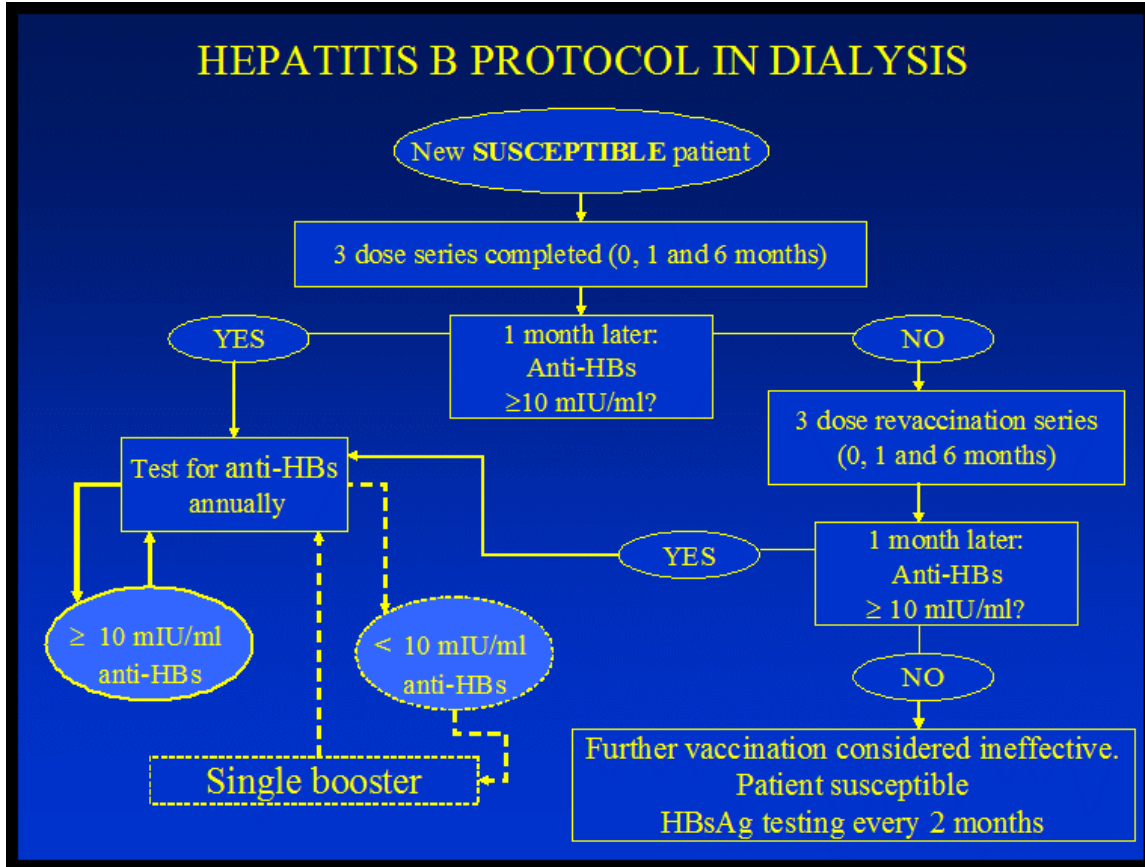 HEPATITIS B PROTOCOL IN DIALYSIS
New SUSCEPTIBLE patient
3 dose series completed (0, 1 and 6 months)
YES
1 month later:
Anti-HBs
≥10 mIU/ml?
NO
3 dose revaccination series
(0, 1 and 6 months)
Test for anti-HBs
annually
YES
1 month later:
Anti-HBs
≥ 10 mIU/ml?
≥ 10 mIU/ml
anti-HBs
< 10 mIU/ml
anti-HBs
NO
Single booster
Further vaccination considered ineffective.
Patient susceptible
HBsAg testing every 2 months